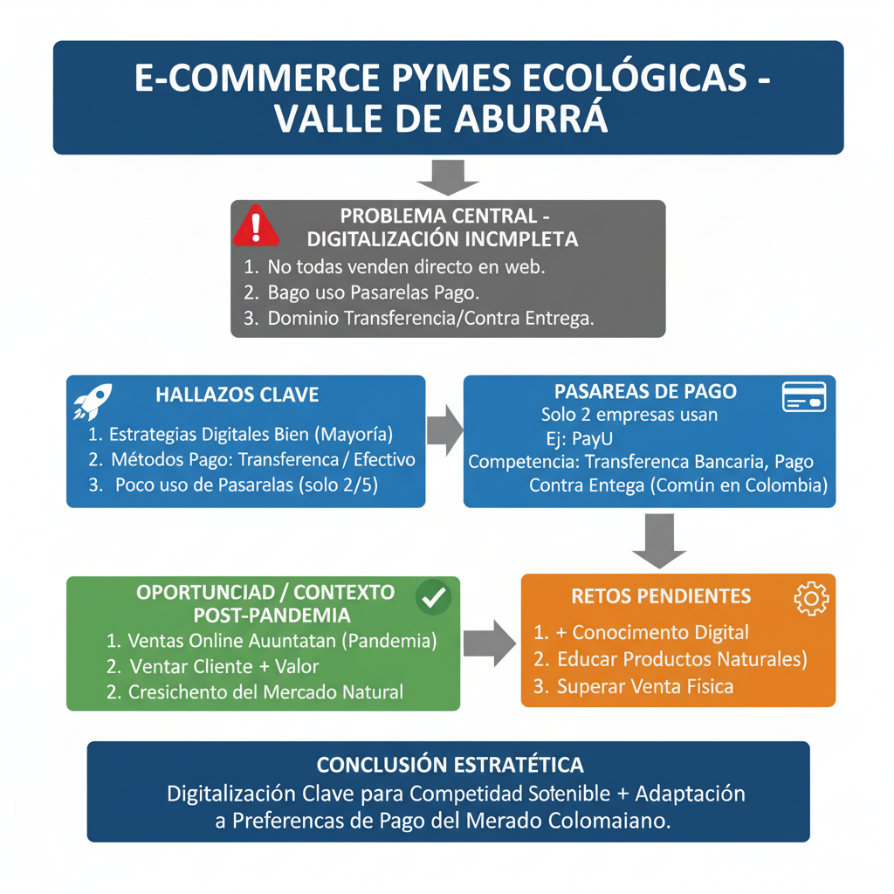 E-COMMERCE PYMES ECOLÓGICAS -
VALLE DE ABURRÁ
PROBLEMA CENTRAL -
DIGITALIZACIÓN INCMPLETA
1. No todas venden directo en web.
2. Bago uso Pasarelas Pago.
3. Dominio Transferencia/Contra Entrega.
HALLAZOS CLAVE
1. Estrategias Digitales Bien (Mayoría)
2. Métodos Pago: Transferenca / Efectivo
3. Poco uso de Pasaralas (solo 2/5)
PASAREAS DE PAGO
Solo 2 empresas usan
Ej: PayU
Competencia: Transferenca Bancaria, Pago
Contra Entega (Común en Colombia)
OPORTUNCIAD / CONTEXTO
POST-PANDEMIA
1. Ventas Online Auuntatan (Pandemia)
2. Ventar Cliente + Valor
2. Cresichento del Mercado Natural
RETOS PENDIENTES
1. + Conocimento Digital
2. Educar Productos Naturales)
3. Superar Venta Física
CONCLUSIÓN ESTRATÉTICA
Digitalización Clave para Competidad Sotenible + Adaptación
a Preferencas de Pago del Merado Colomaiano.